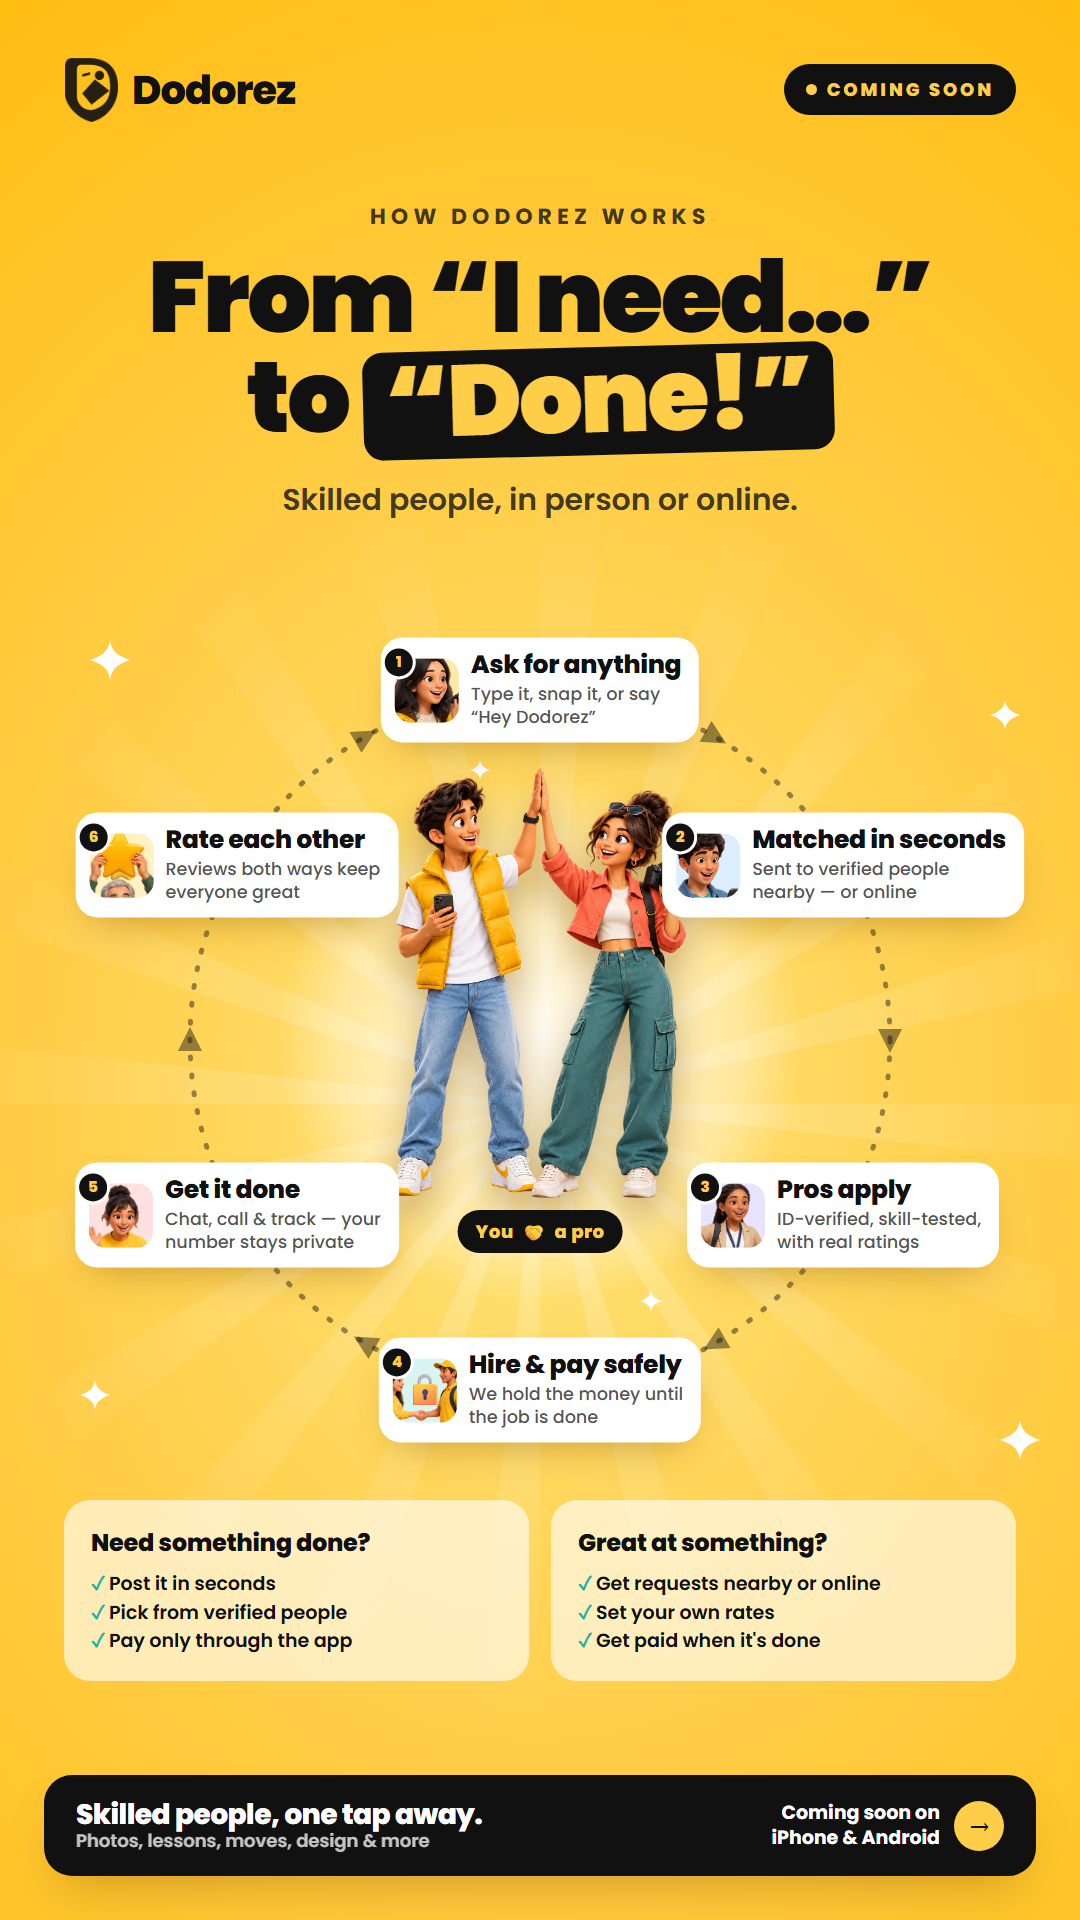 Dodorez
COMING SOON
HOW DODOREZ WORKS
From “I need...”
to “Done!”
Skilled people, in person or online.
1
Ask for anything
Type it, snap it, or say
“Hey Dodorez”
6
Rate each other
Reviews both ways keep
everyone great
2
Matched in seconds
Sent to verified people
nearby — or online
5
Get it done
Chat, call & track — your
number stays private
You 🤝 a pro
3
Pros apply
ID-verified, skill-tested,
with real ratings
4
Hire & pay safely
We hold the money until
the job is done
Need something done?
✓ Post it in seconds
✓ Pick from verified people
✓ Pay only through the app
Great at something?
✓ Get requests nearby or online
✓ Set your own rates
✓ Get paid when it's done
Skilled people, one tap away.
Photos, lessons, moves, design & more
Coming soon on
iPhone & Android
→